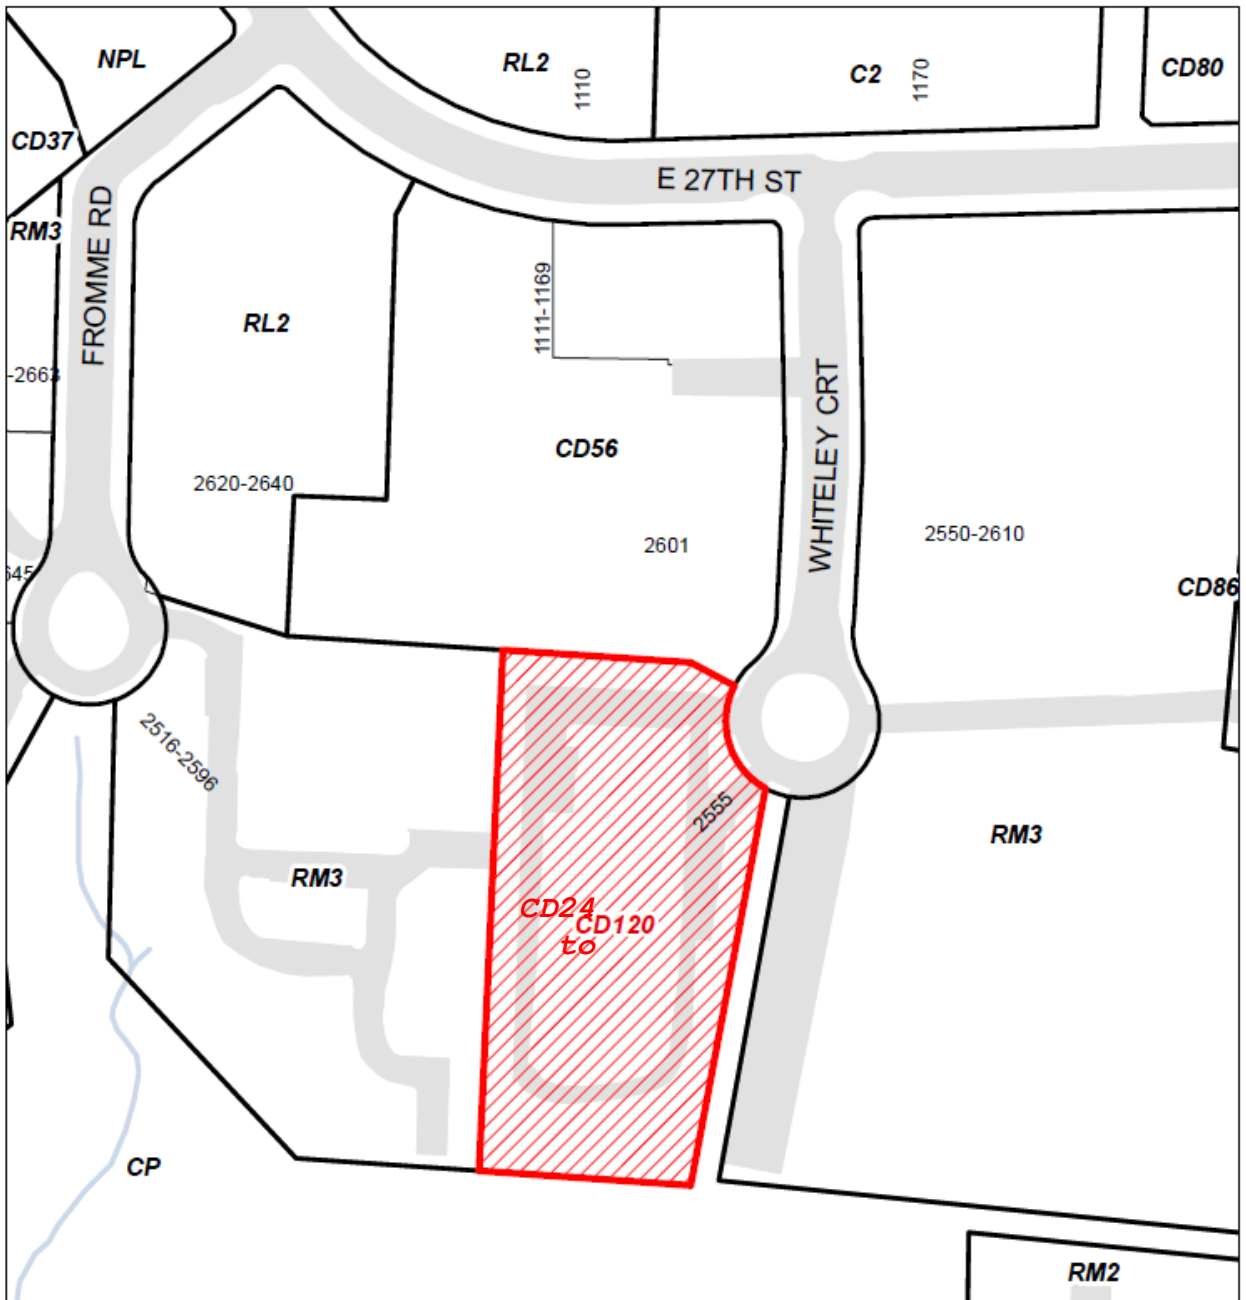 NPL
RL2
1110
C2
1170
CD80
CD37
E 27TH ST
RM3
FROMME RD
1111-1169
RL2
-2663
WHITELEY CRT
CD56
2620-2640
2601
2550-2610
645
CD86
2516-2596
2555
RM3
RM3
CD24
to
CD120
CP
RM2